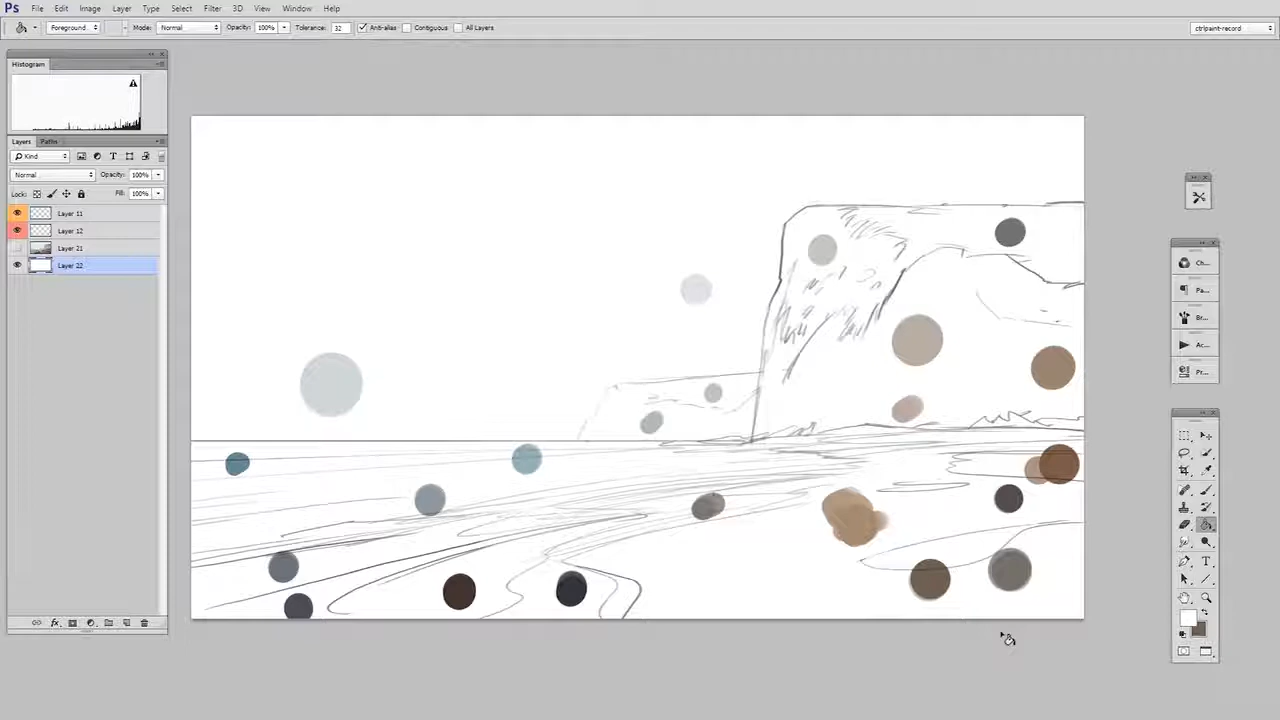 Ps File Edit Image Layer Type Select Filter 3D View Window Help
Foreground Mode: Normal Opacity: 100% Tolerance: 32 Anti-alias Contiguous All Layers ctrlpaint-record
Histogram
Layers Paths
Kind
Normal Opacity: 100%
Lock: Fill: 100%
Layer 11
Layer 12
Layer 21
Layer 22
fx
Ch...
Pa...
Br...
Ac...
Pr...
T